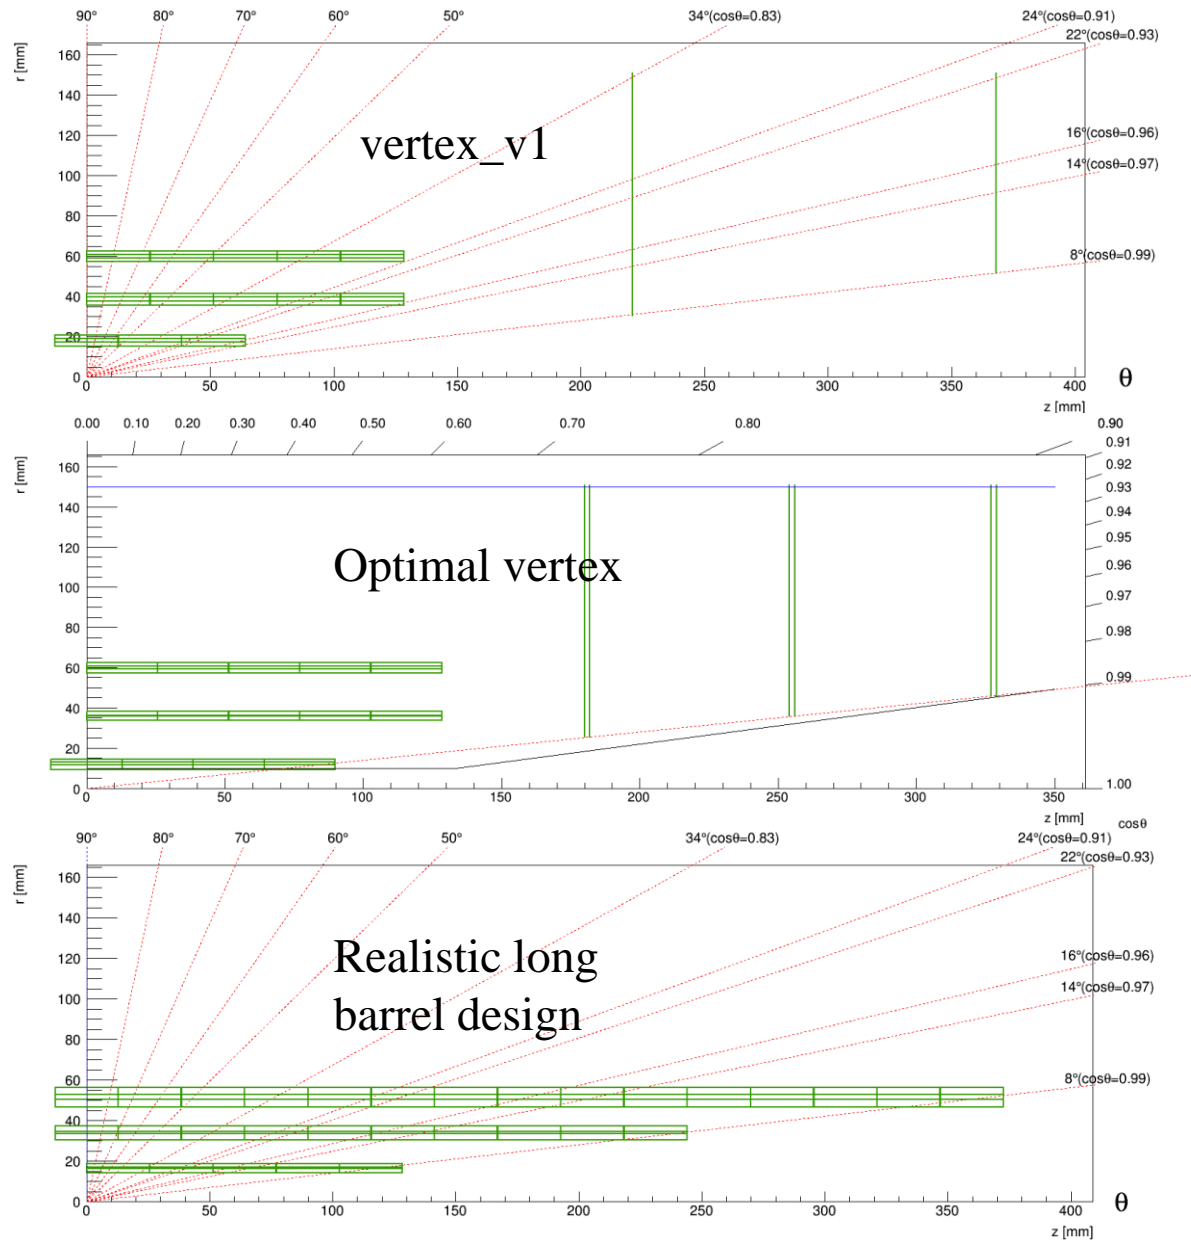 90° 80° 70° 60° 50° 34°(cosθ=0.83) 24°(cosθ=0.91)
22°(cosθ=0.93)
r [mm]
160
140
vertex_v1
120
16°(cosθ=0.96)
100
14°(cosθ=0.97)
80
60
8°(cosθ=0.99)
40
20
0
0 50 100 150 200 250 300 350 400 θ
z [mm]
0.00 0.10 0.20 0.30 0.40 0.50 0.60 0.70 0.80 0.90
0.91
r [mm]
160
0.92
0.93
140
0.94
0.95
120
Optimal vertex
0.96
100
0.97
80
0.98
60
0.99
40
20
0
1.00
0 50 100 150 200 250 300 350
z [mm]
cosθ
90° 80° 70° 60° 50° 34°(cosθ=0.83) 24°(cosθ=0.91)
22°(cosθ=0.93)
r [mm]
160
140
Realistic long
barrel design
120
16°(cosθ=0.96)
14°(cosθ=0.97)
100
80
60
8°(cosθ=0.99)
40
20
0
0 50 100 150 200 250 300 350 400 θ
z [mm]